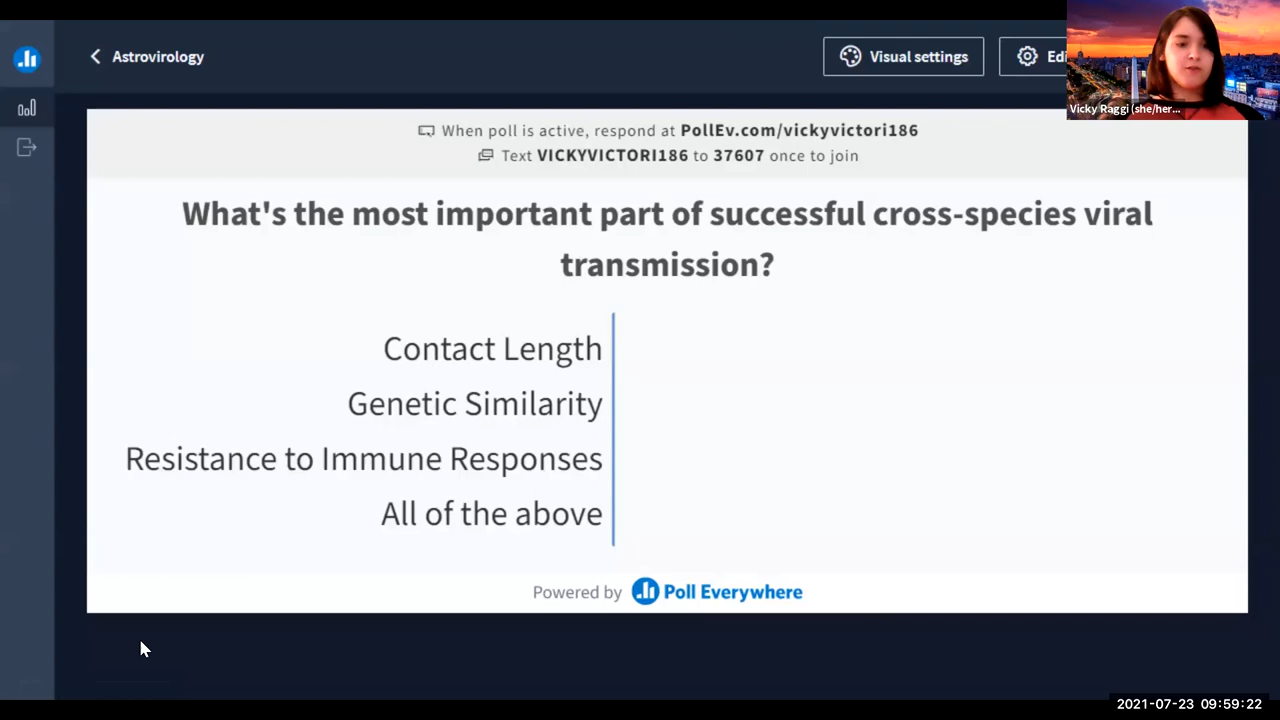 Astrovirology
Visual settings
Vicky Raggi (she/her...
When poll is active, respond at PollEv.com/vickyvictori186
Text VICKYVICTORI186 to 37607 once to join
What's the most important part of successful cross-species viral
transmission?
Contact Length
Genetic Similarity
Resistance to Immune Responses
All of the above
Powered by Poll Everywhere
2021-07-23 09:59:22